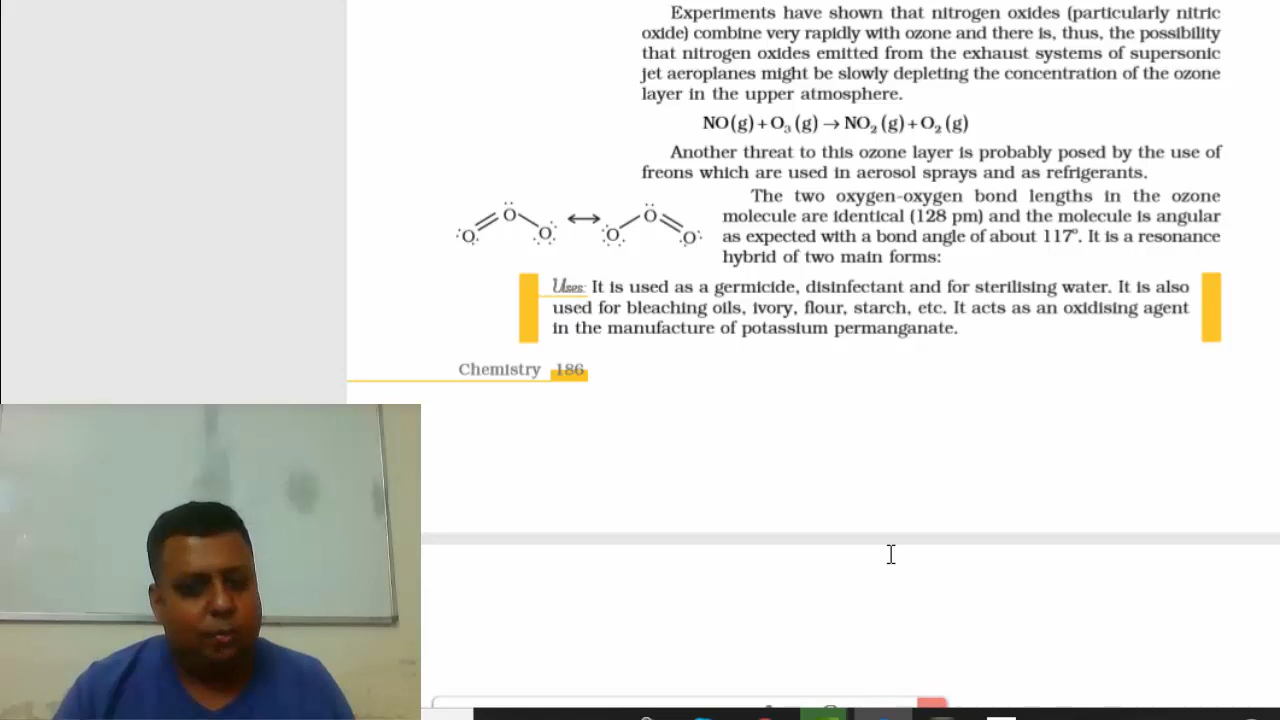 Experiments have shown that nitrogen oxides (particularly nitric
oxide) combine very rapidly with ozone and there is, thus, the possibility
that nitrogen oxides emitted from the exhaust systems of supersonic
jet aeroplanes might be slowly depleting the concentration of the ozone
layer in the upper atmosphere.
NO(g) + O₃ (g) → NO₂ (g) + O₂ (g)
Another threat to this ozone layer is probably posed by the use of
freons which are used in aerosol sprays and as refrigerants.
The two oxygen-oxygen bond lengths in the ozone
molecule are identical (128 pm) and the molecule is angular
as expected with a bond angle of about 117°. It is a resonance
hybrid of two main forms:
O O O ↔ O O O
Uses: It is used as a germicide, disinfectant and for sterilising water. It is also
used for bleaching oils, ivory, flour, starch, etc. It acts as an oxidising agent
in the manufacture of potassium permanganate.
Chemistry 186